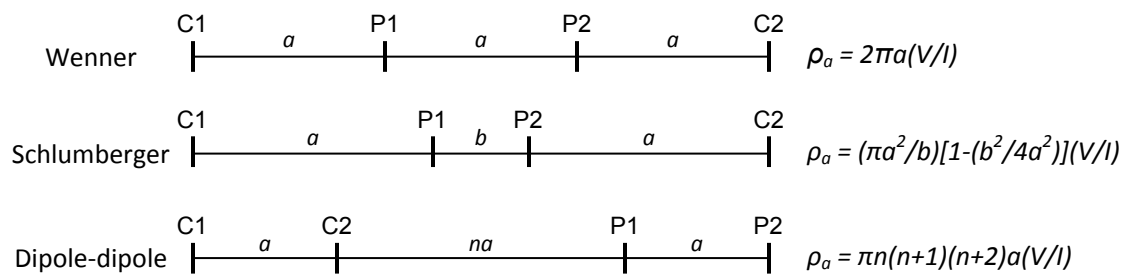 C1 P1 P2 C2
Wenner a a a ρₐ = 2πa(V/I)
C1 P1 P2 C2
Schlumberger a b a ρₐ = (πa²/b)[1-(b²/4a²)](V/I)
C1 C2 P1 P2
Dipole-dipole a na a ρₐ = πn(n+1)(n+2)a(V/I)